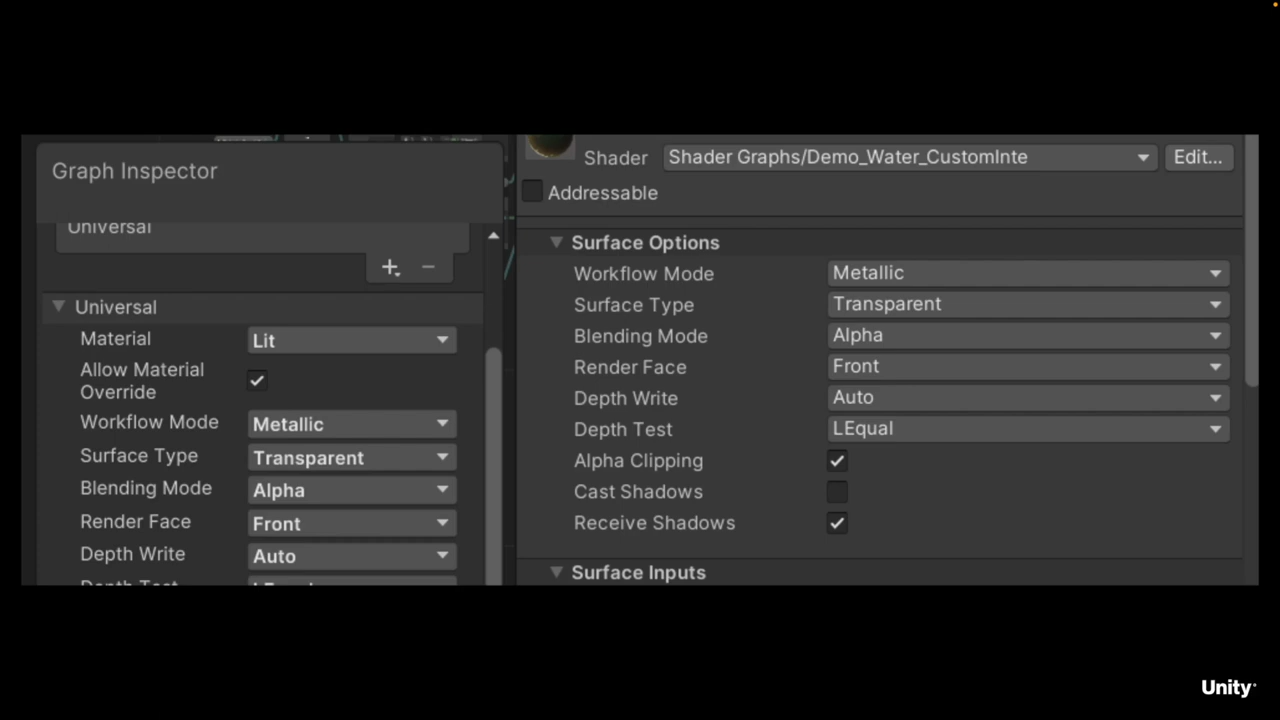 Graph Inspector
Universal
+ −
Universal
Material Lit
Allow Material
Override
Workflow Mode Metallic
Surface Type Transparent
Blending Mode Alpha
Render Face Front
Depth Write Auto
Depth Test LEqual
Shader Shader Graphs/Demo_Water_CustomInte Edit...
Addressable
Surface Options
Workflow Mode Metallic
Surface Type Transparent
Blending Mode Alpha
Render Face Front
Depth Write Auto
Depth Test LEqual
Alpha Clipping
Cast Shadows
Receive Shadows
Surface Inputs
Unity